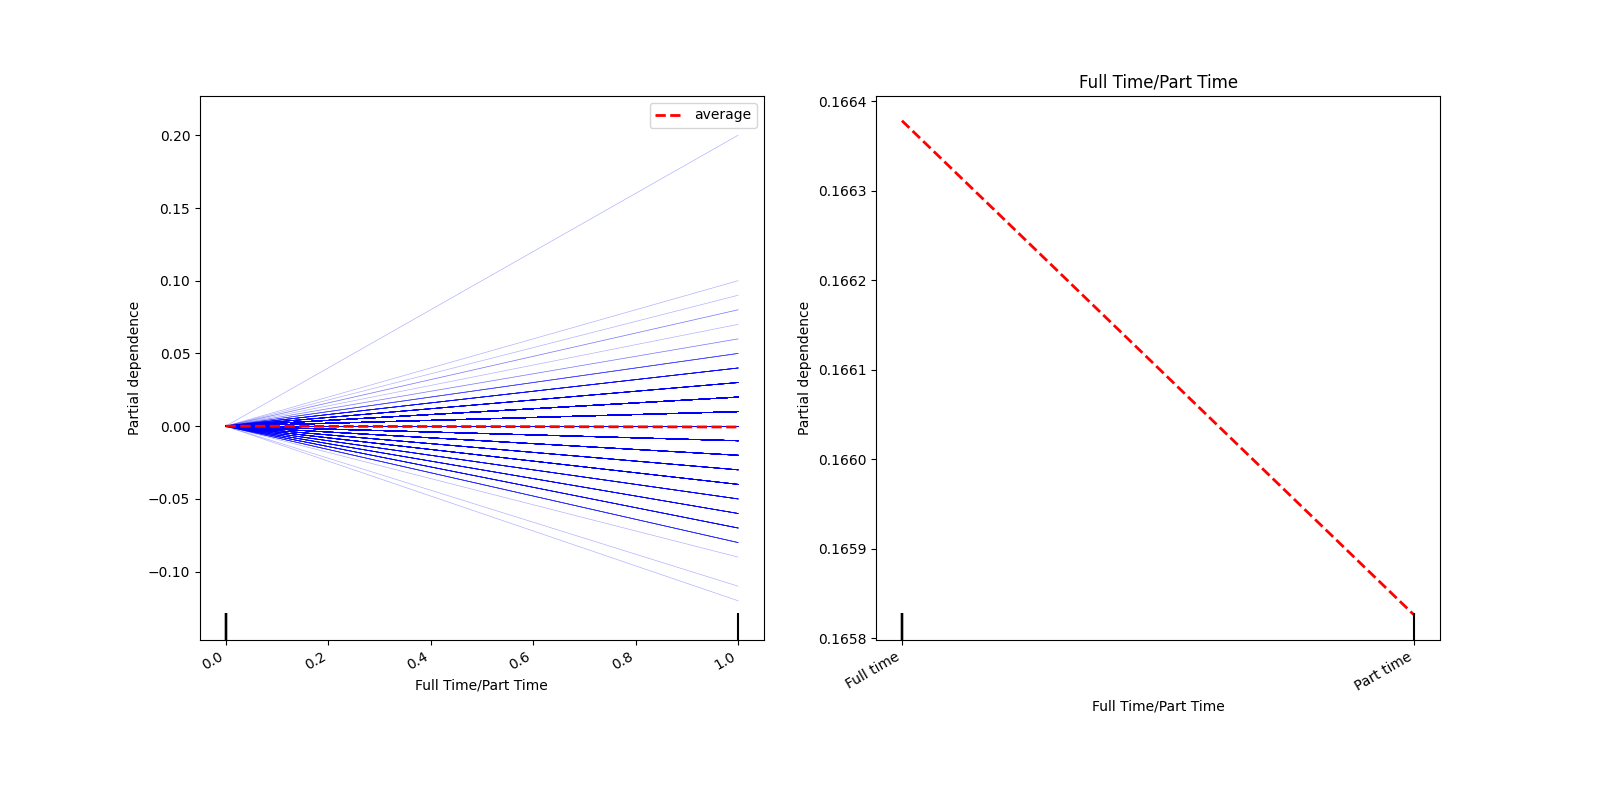 average
0.20
0.15
0.10
0.05
0.00
−0.05
−0.10
Partial dependence
0.0
0.2
0.4
0.6
0.8
1.0
Full Time/Part Time
Full Time/Part Time
0.1664
0.1663
0.1662
0.1661
0.1660
0.1659
0.1658
Partial dependence
Full time
Part time
Full Time/Part Time